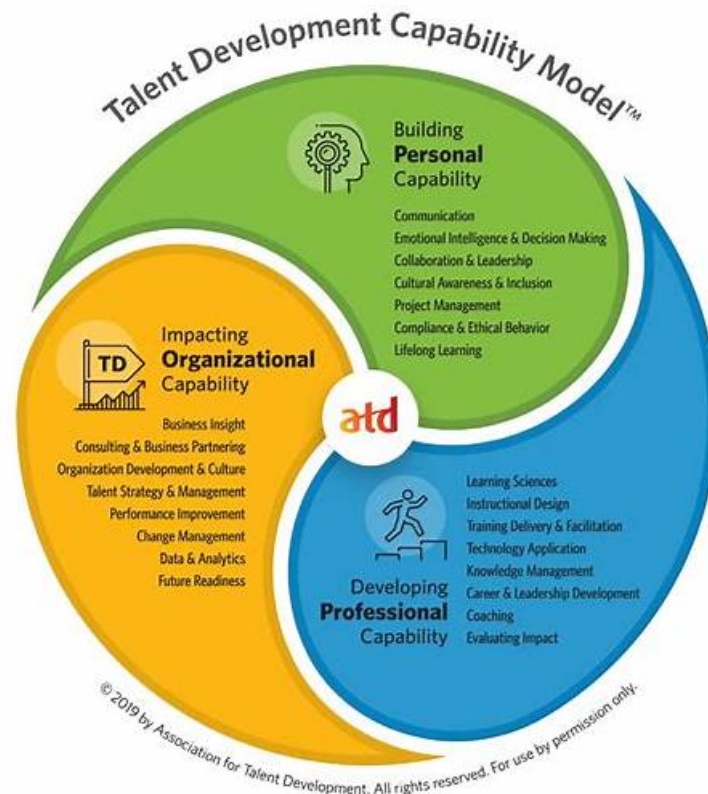 Talent Development Capability Model™
Building
Personal
Capability
Communication
Emotional Intelligence & Decision Making
Collaboration & Leadership
Cultural Awareness & Inclusion
Project Management
Compliance & Ethical Behavior
Lifelong Learning
TD
Impacting
Organizational
Capability
Business Insight
Consulting & Business Partnering
Organization Development & Culture
Talent Strategy & Management
Performance Improvement
Change Management
Data & Analytics
Future Readiness
atd
Developing
Professional
Capability
Learning Sciences
Instructional Design
Training Delivery & Facilitation
Technology Application
Knowledge Management
Career & Leadership Development
Coaching
Evaluating Impact
© 2019 by Association for Talent Development. All rights reserved. For use by permission only.